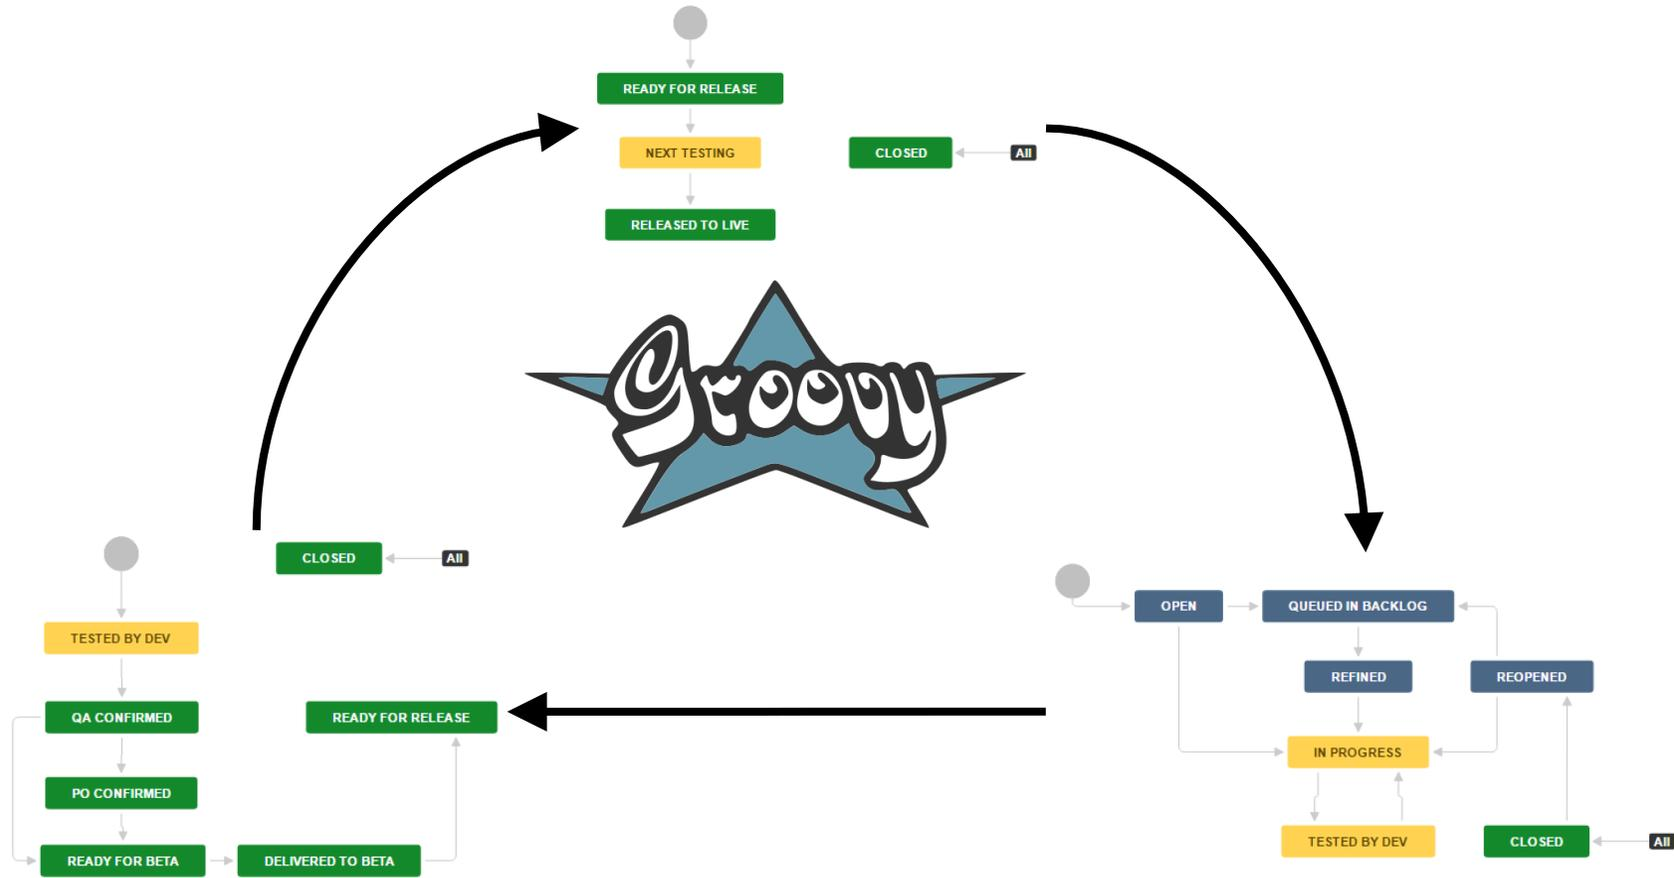 READY FOR RELEASE
NEXT TESTING
CLOSED
All
RELEASED TO LIVE
Groovy
CLOSED
All
TESTED BY DEV
QA CONFIRMED
READY FOR RELEASE
PO CONFIRMED
READY FOR BETA
DELIVERED TO BETA
OPEN
QUEUED IN BACKLOG
REFINED
REOPENED
IN PROGRESS
TESTED BY DEV
CLOSED
All